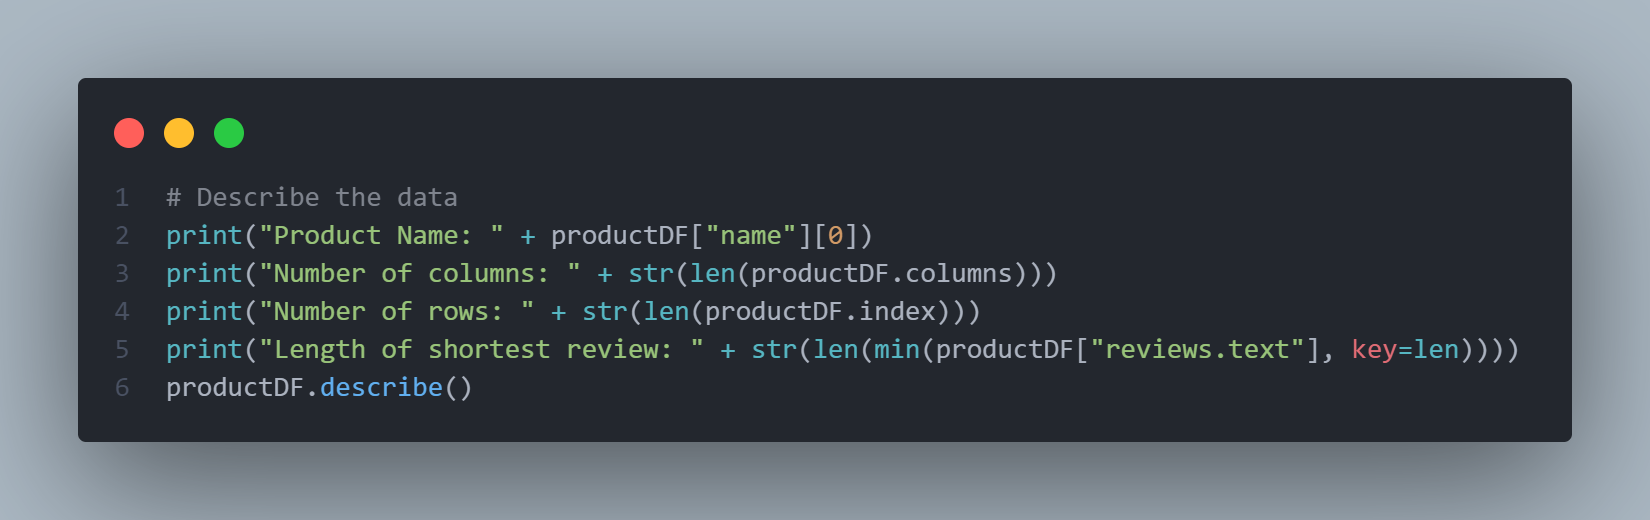 1 # Describe the data
2 print("Product Name: " + productDF["name"][0])
3 print("Number of columns: " + str(len(productDF.columns)))
4 print("Number of rows: " + str(len(productDF.index)))
5 print("Length of shortest review: " + str(len(min(productDF["reviews.text"], key=len))))
6 productDF.describe()